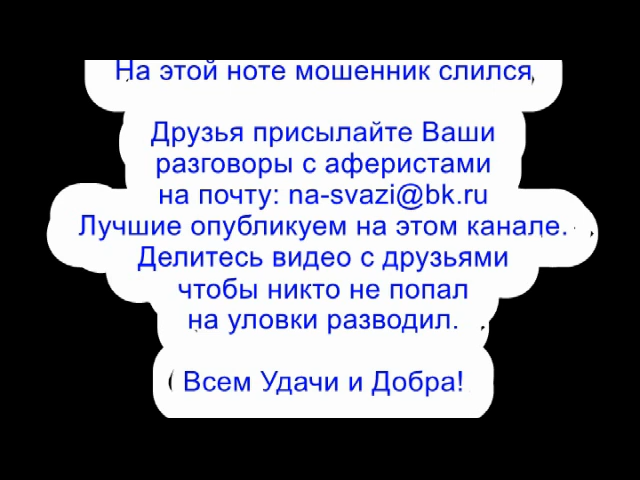 На этой ноте мошенник слился
Друзья присылайте Ваши
разговоры с аферистами
на почту: na-svazi@bk.ru
Лучшие опубликуем на этом канале.
Делитесь видео с друзьями
чтобы никто не попал
на уловки разводил.
Всем Удачи и Добра!